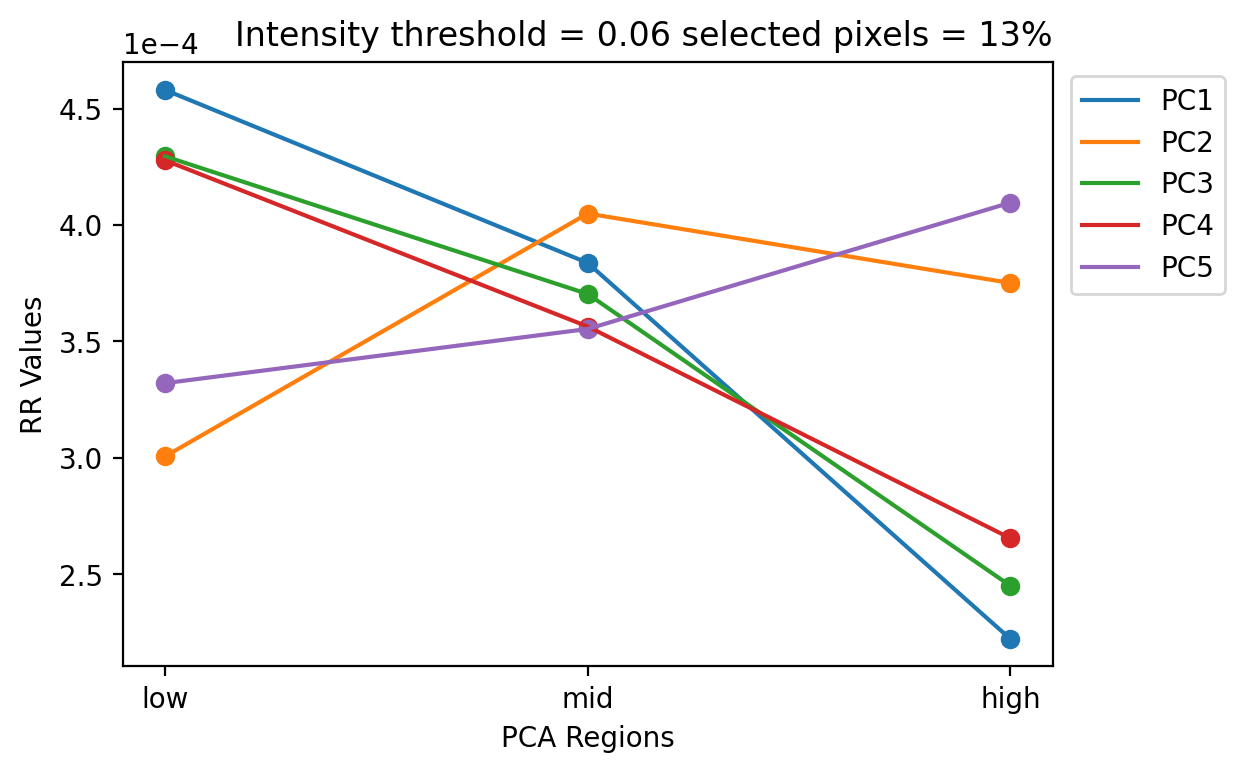 Intensity threshold = 0.06 selected pixels = 13%
1e−4
4.5
4.0
3.5
3.0
2.5
RR Values
low
mid
high
PCA Regions
PC1
PC2
PC3
PC4
PC5